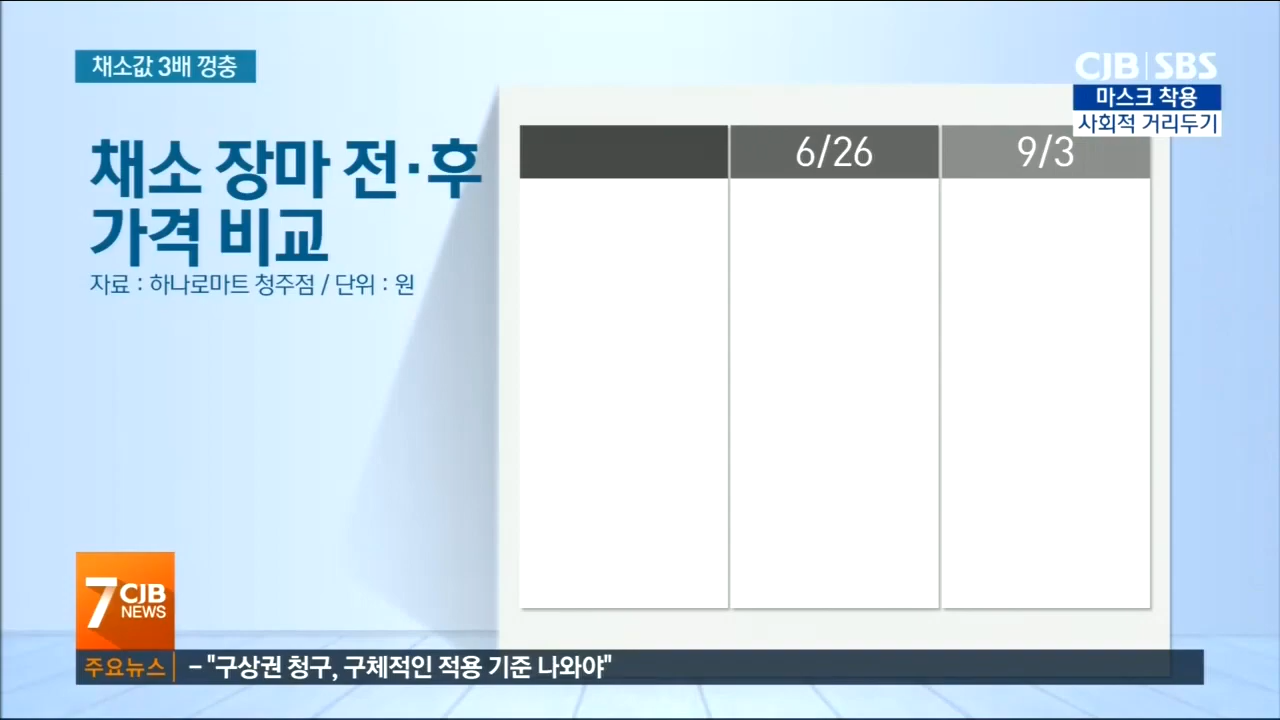 채소값 3배 껑충
CJB SBS
마스크 착용
사회적 거리두기
채소 장마 전·후
가격 비교
자료 : 하나로마트 청주점 / 단위 : 원
6/26 9/3
7 CJB
NEWS
주요뉴스 - "구상권 청구, 구체적인 적용 기준 나와야"